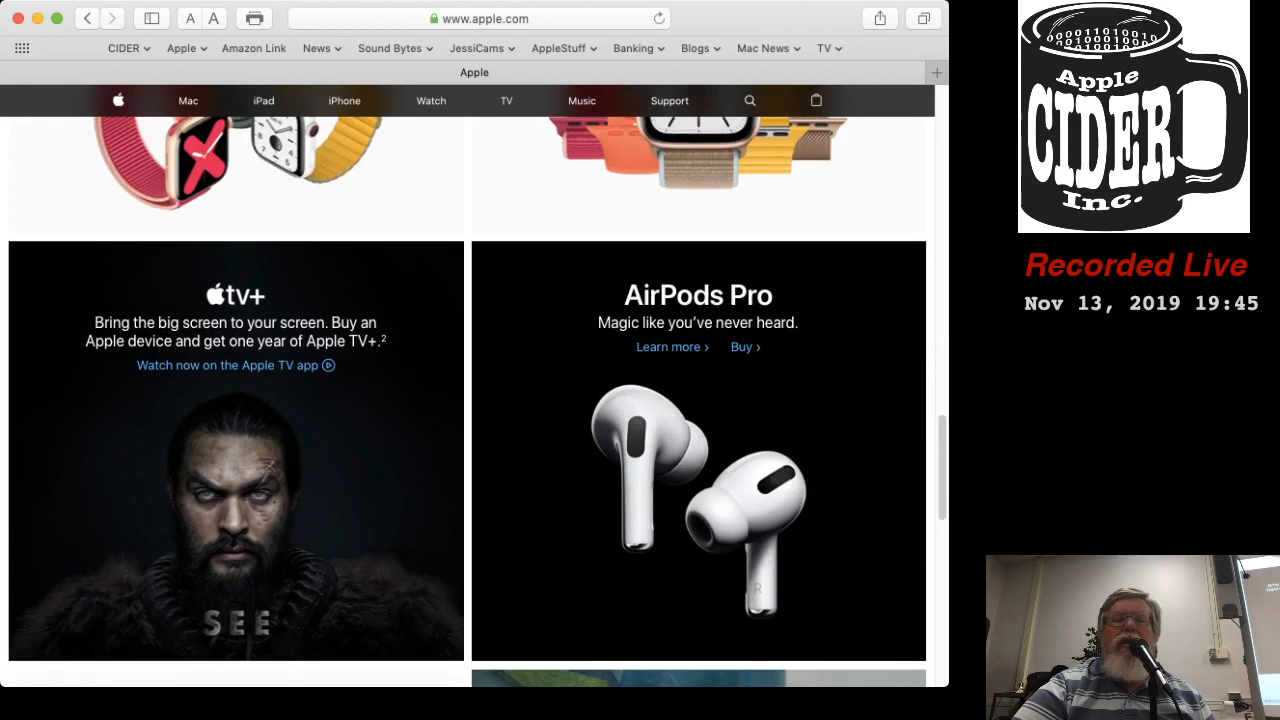 www.apple.com
A A
CIDER Apple Amazon Link News Sound Bytes JessiCams AppleStuff Banking Blogs Mac News TV
Apple
Mac iPad iPhone Watch TV Music Support
tv+
Bring the big screen to your screen. Buy an
Apple device and get one year of Apple TV+.²
Watch now on the Apple TV app
SEE
AirPods Pro
Magic like you’ve never heard.
Learn more › Buy ›
R
000011010010
00100010
Apple
CIDER
Inc.
Recorded Live
Nov 13, 2019 19:45